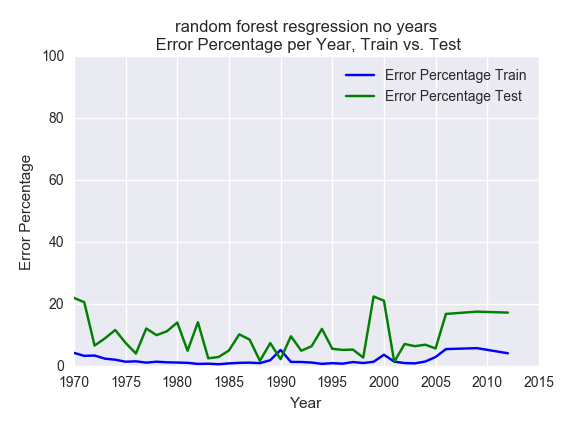 random forest resgression no years
Error Percentage per Year, Train vs. Test
Error Percentage Train
Error Percentage Test
Error Percentage
100
80
60
40
20
0
1970 1975 1980 1985 1990 1995 2000 2005 2010 2015
Year